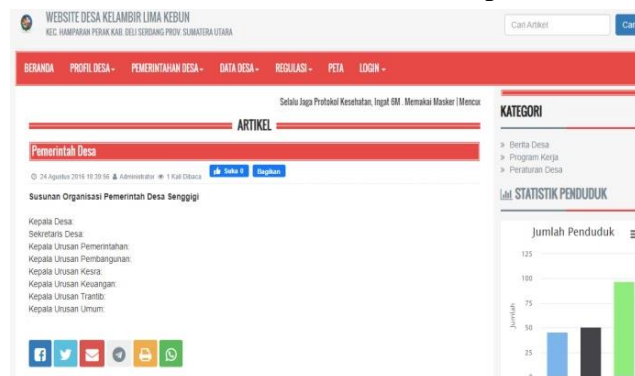 WEBSITE DESA KELAMBIR LIMA KEBUN
KEC. HAMPARAN PERAK KAB. DELI SERDANG PROV. SUMATERA UTARA
Cari Artikel
Cari
BERANDA PROFIL DESA PEMERINTAHAN DESA DATA DESA REGULASI PETA LOGIN
Selalu Jaga Protokol Kesehatan, Ingat 6M . Memakai Masker | Mencuc
ARTIKEL
Pemerintah Desa
24 Agustus 2016 Administrator 1 Kali Dibaca
Suka 0 Bagikan
Susunan Organisasi Pemerintah Desa Senggigi
Kepala Desa:
Sekretaris Desa:
Kepala Urusan Pemerintahan:
Kepala Urusan Pembangunan:
Kepala Urusan Kesra:
Kepala Urusan Keuangan:
Kepala Urusan Trantib:
Kepala Urusan Umum:
KATEGORI
» Berita Desa
» Program Kerja
» Peraturan Desa
STATISTIK PENDUDUK
Jumlah Penduduk
Jumlah
125
100
75
50
25
0